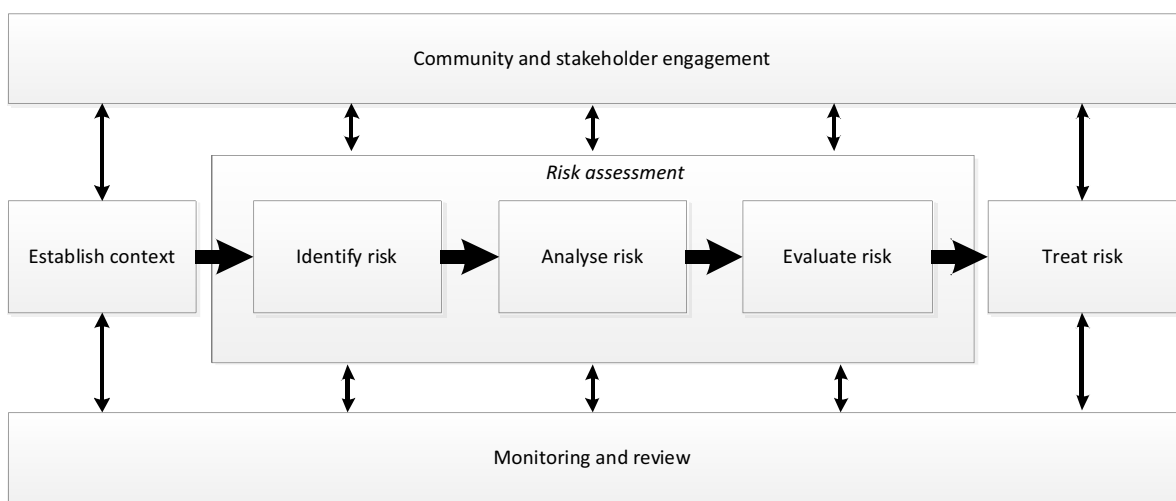 Community and stakeholder engagement
Risk assessment
Establish context
Identify risk
Analyse risk
Evaluate risk
Treat risk
Monitoring and review